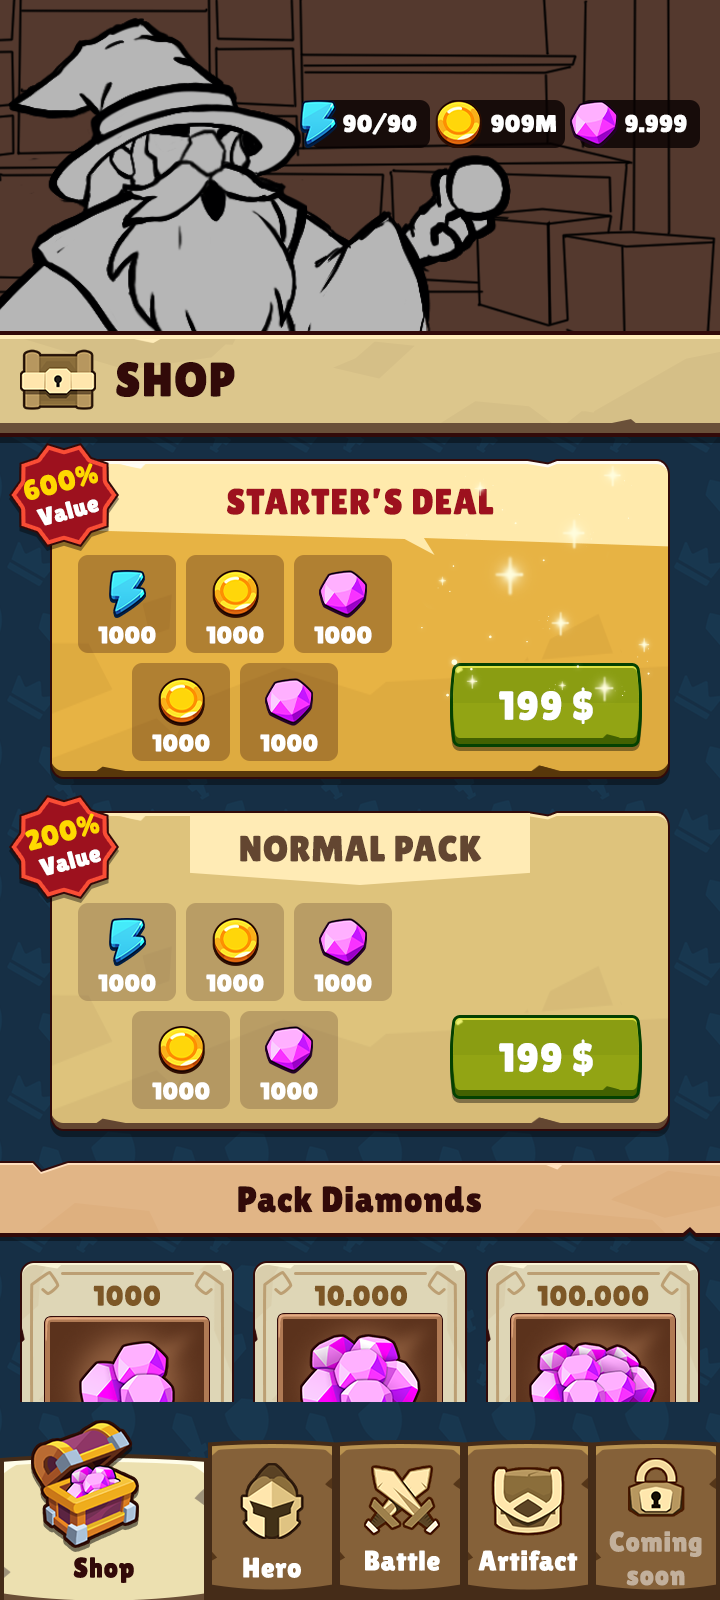 90/90 909M 9.999
SHOP
600%
Value
STARTER'S DEAL
1000 1000 1000
1000 1000
199 $
200%
Value
NORMAL PACK
1000 1000 1000
1000 1000
199 $
Pack Diamonds
1000 10.000 100.000
Shop Hero Battle Artifact Coming
soon